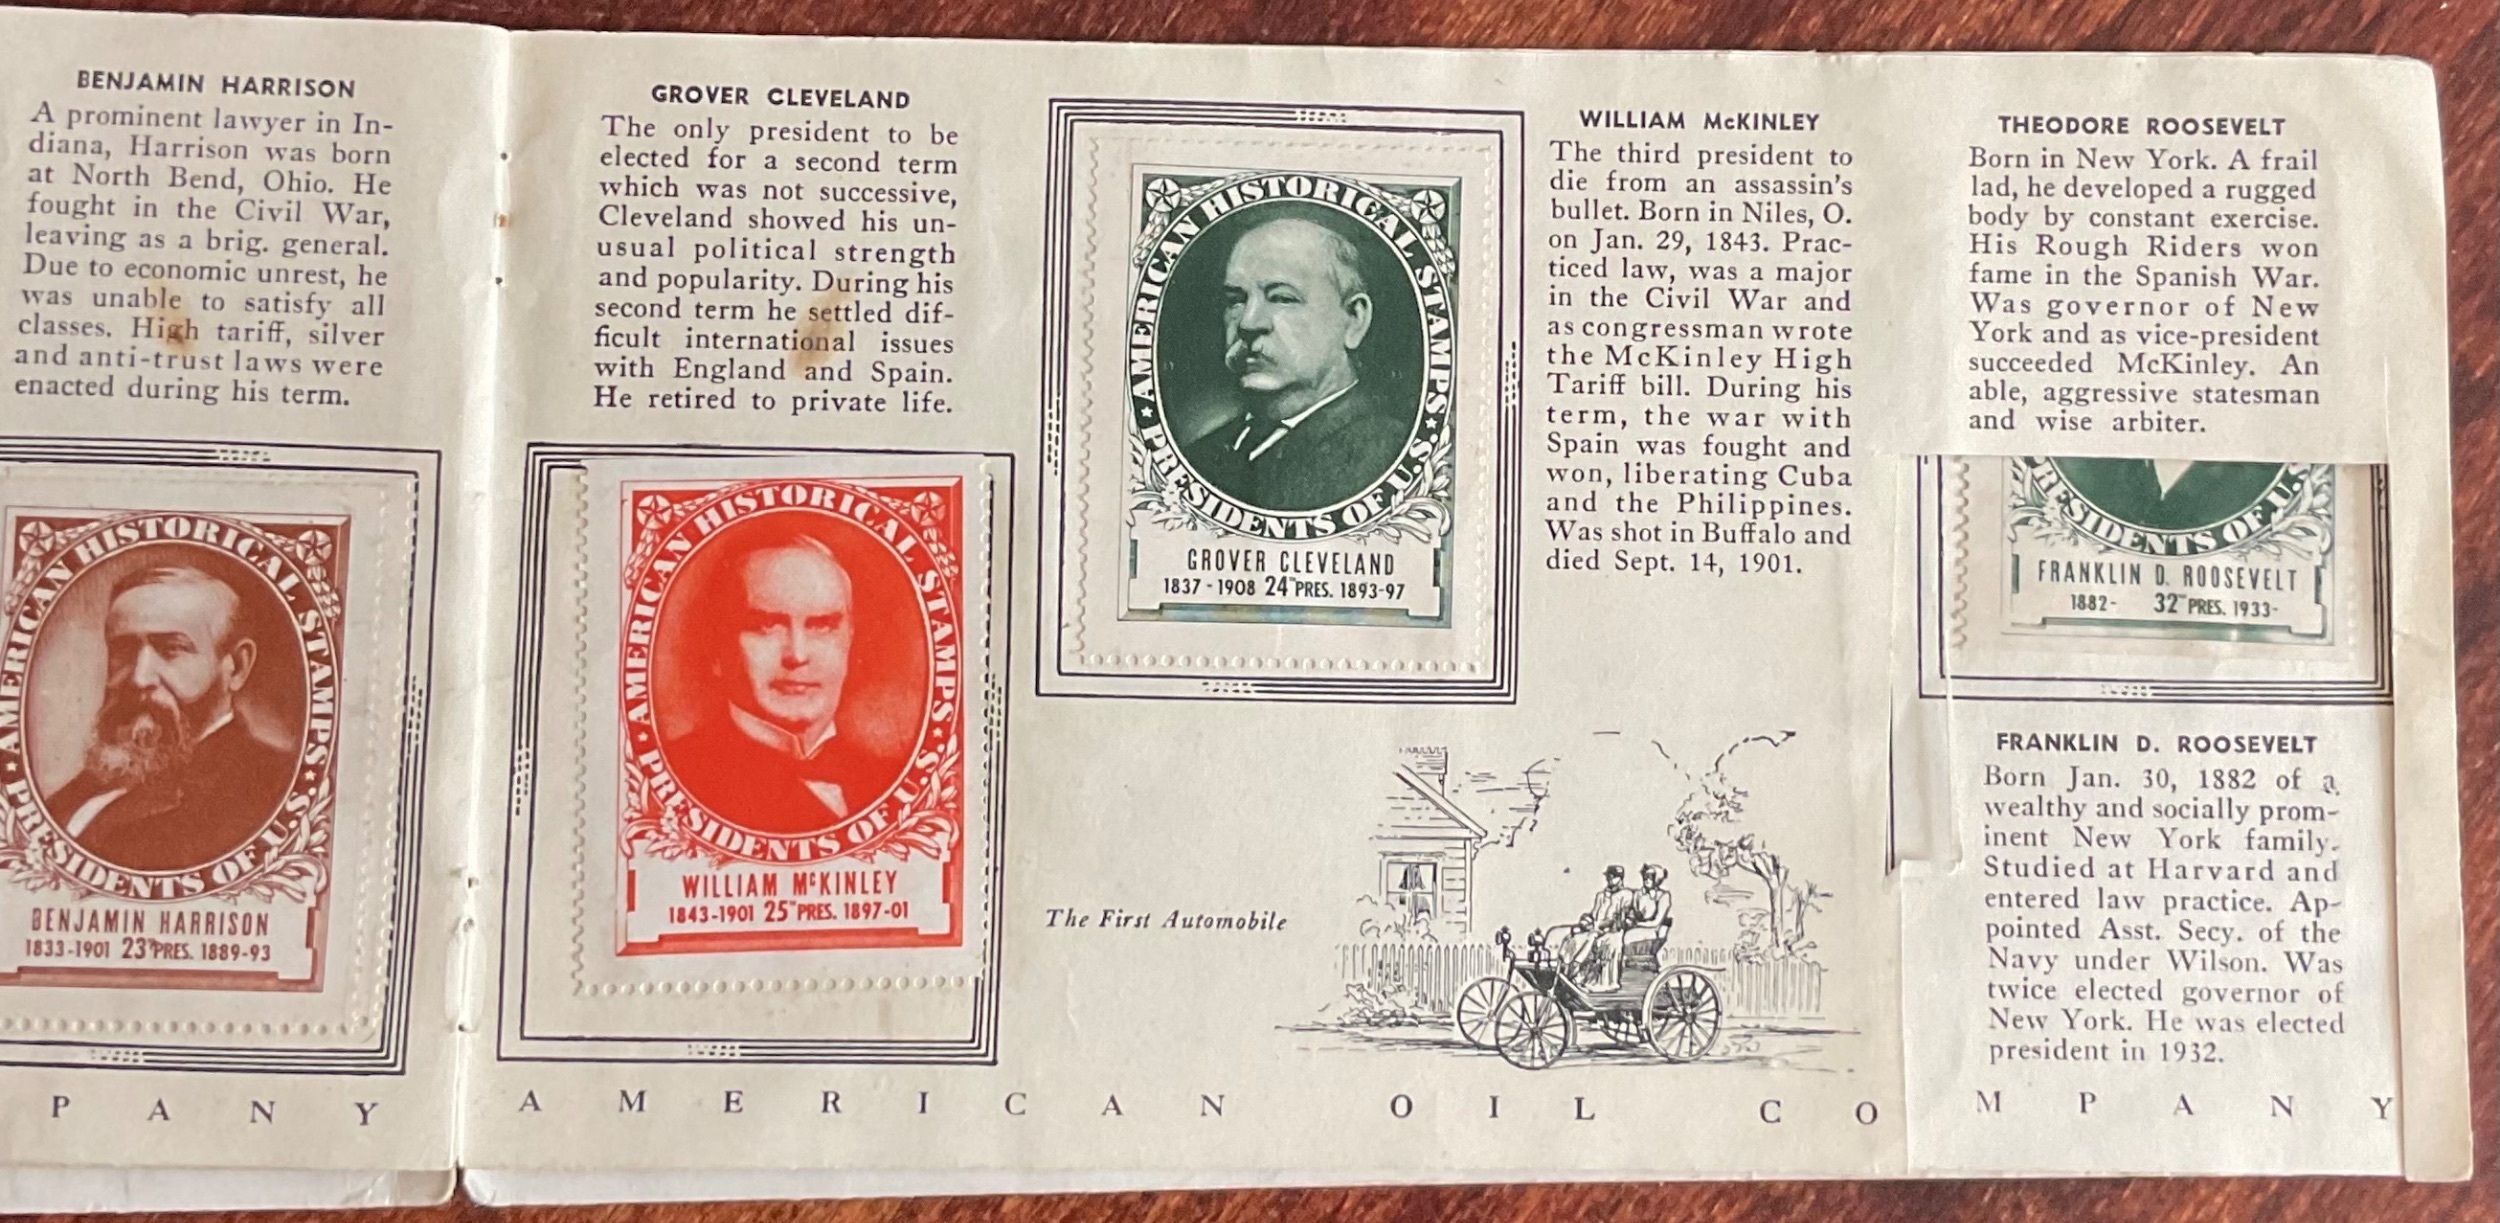 BENJAMIN HARRISON
A prominent lawyer in In-
diana, Harrison was born
at North Bend, Ohio. He
fought in the Civil War,
leaving as a brig. general.
Due to economic unrest, he
was unable to satisfy all
classes. High tariff, silver
and anti-trust laws were
enacted during his term.
AMERICAN HISTORICAL STAMPS
PRESIDENTS OF U.S.
BENJAMIN HARRISON
1833-1901 23RD PRES. 1889-93
GROVER CLEVELAND
The only president to be
elected for a second term
which was not successive,
Cleveland showed his un-
usual political strength
and popularity. During his
second term he settled dif-
ficult international issues
with England and Spain.
He retired to private life.
AMERICAN HISTORICAL STAMPS
PRESIDENTS OF U.S.
WILLIAM McKINLEY
1843-1901 25TH PRES. 1897-01
AMERICAN HISTORICAL STAMPS
PRESIDENTS OF U.S.
GROVER CLEVELAND
1837-1908 24TH PRES. 1893-97
The First Automobile
WILLIAM McKINLEY
The third president to
die from an assassin's
bullet. Born in Niles, O.
on Jan. 29, 1843. Prac-
ticed law, was a major
in the Civil War and
as congressman wrote
the McKinley High
Tariff bill. During his
term, the war with
Spain was fought and
won, liberating Cuba
and the Philippines.
Was shot in Buffalo and
died Sept. 14, 1901.
THEODORE ROOSEVELT
Born in New York. A frail
lad, he developed a rugged
body by constant exercise.
His Rough Riders won
fame in the Spanish War.
Was governor of New
York and as vice-president
succeeded McKinley. An
able, aggressive statesman
and wise arbiter.
RESIDENTS OF U.S.
FRANKLIN D. ROOSEVELT
1882- 32ND PRES. 1933-
FRANKLIN D. ROOSEVELT
Born Jan. 30, 1882 of a
wealthy and socially prom-
inent New York family.
Studied at Harvard and
entered law practice. Ap-
pointed Asst. Secy. of the
Navy under Wilson. Was
twice elected governor of
New York. He was elected
president in 1932.
PANY AMERICAN OIL COMPANY